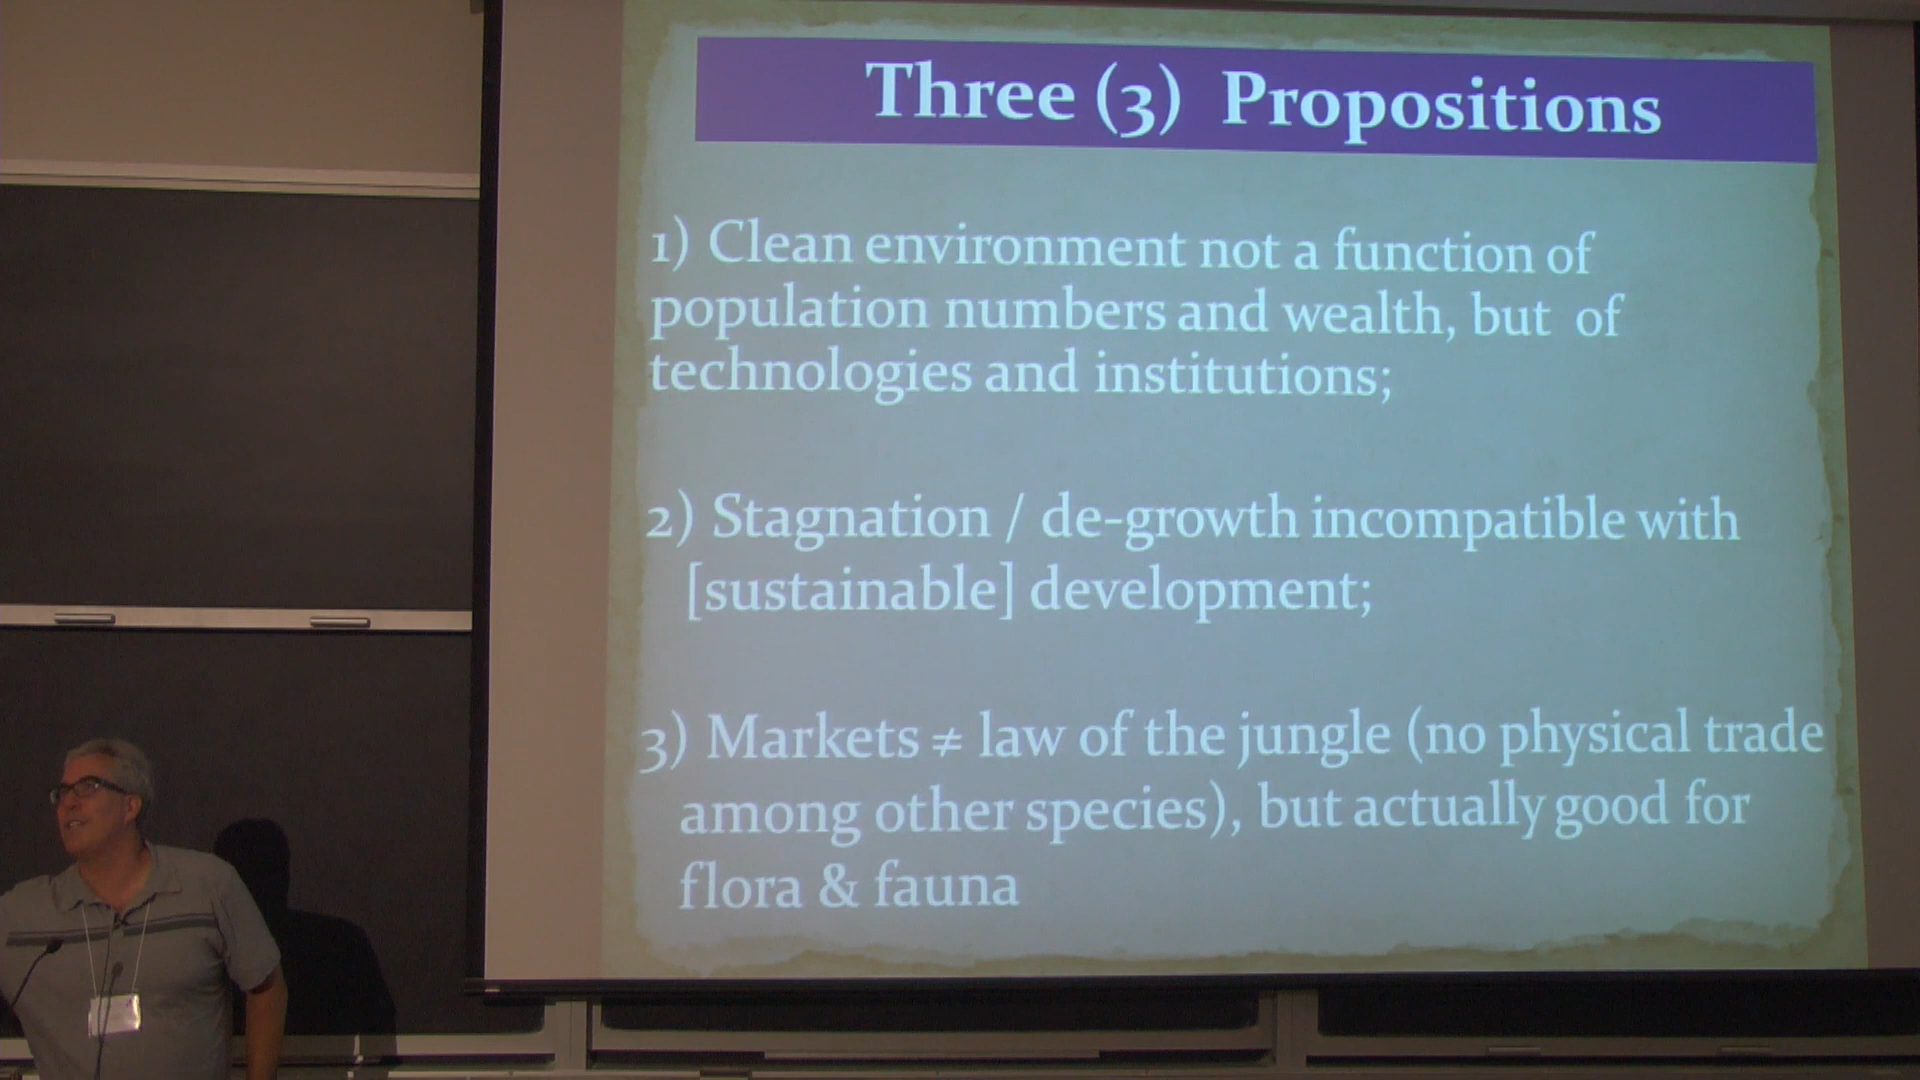 Three (3) Propositions
1) Clean environment not a function of
population numbers and wealth, but of
technologies and institutions;
2) Stagnation / de-growth incompatible with
[sustainable] development;
3) Markets ≠ law of the jungle (no physical trade
among other species), but actually good for
flora & fauna